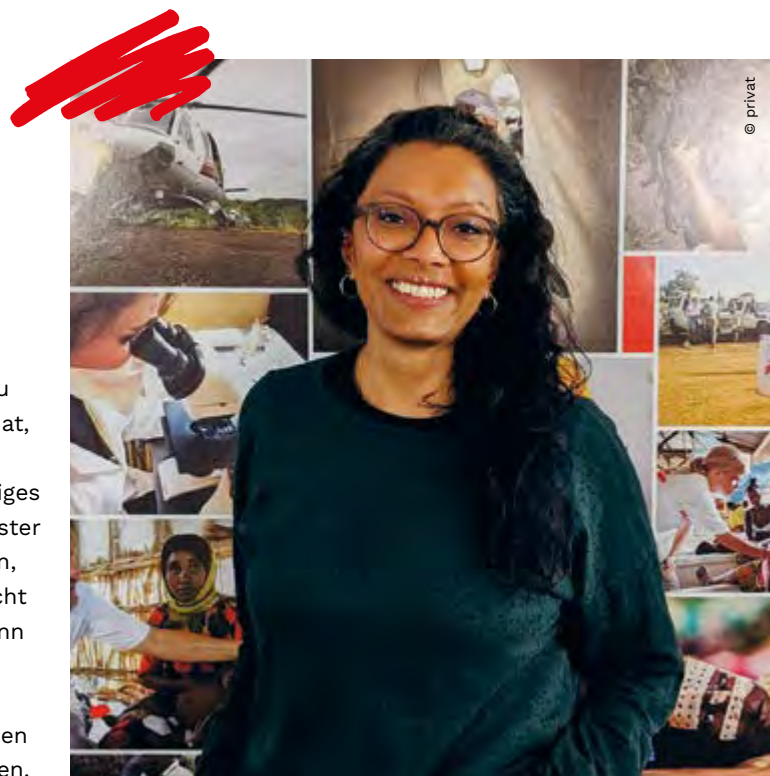 © privat
u
at,
iges
ster
n,
cht
nn
en
en.